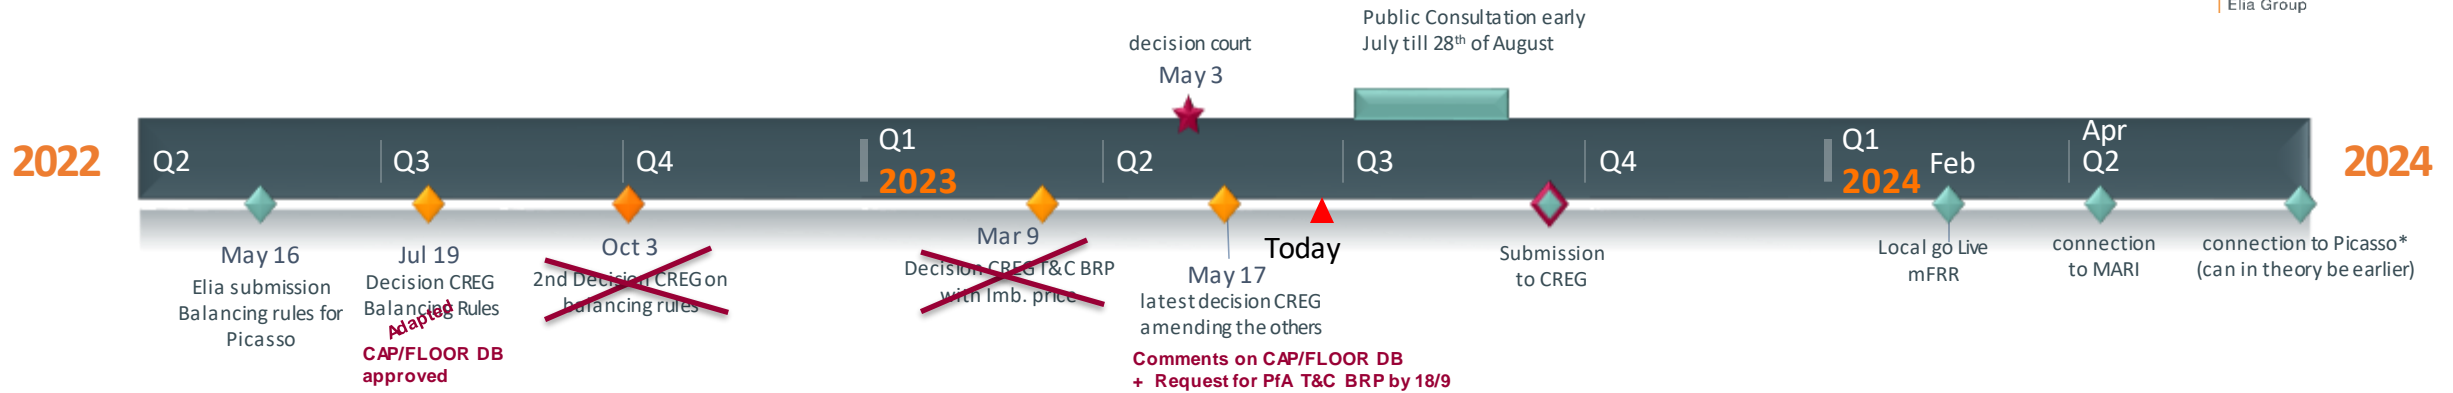 Elia Group
Public Consultation early
July till 28th of August
decision court
May 3
2022
Q2
Q3
Q4
Q1
2023
Q2
Q3
Q4
Q1
2024
Feb
Apr
Q2
2024
May 16
Elia submission
Balancing rules for
Picasso
Jul 19
Decision CREG
Balancing Rules
Adapted
CAP/FLOOR DB
approved
Oct 3
2nd Decision CREG on
balancing rules
Mar 9
Decision CREG T&C BRP
with Imb. price
May 17
latest decision CREG
amending the others
Comments on CAP/FLOOR DB
+ Request for PfA T&C BRP by 18/9
Today
Submission
to CREG
Local go Live
mFRR
connection
to MARI
connection to Picasso*
(can in theory be earlier)